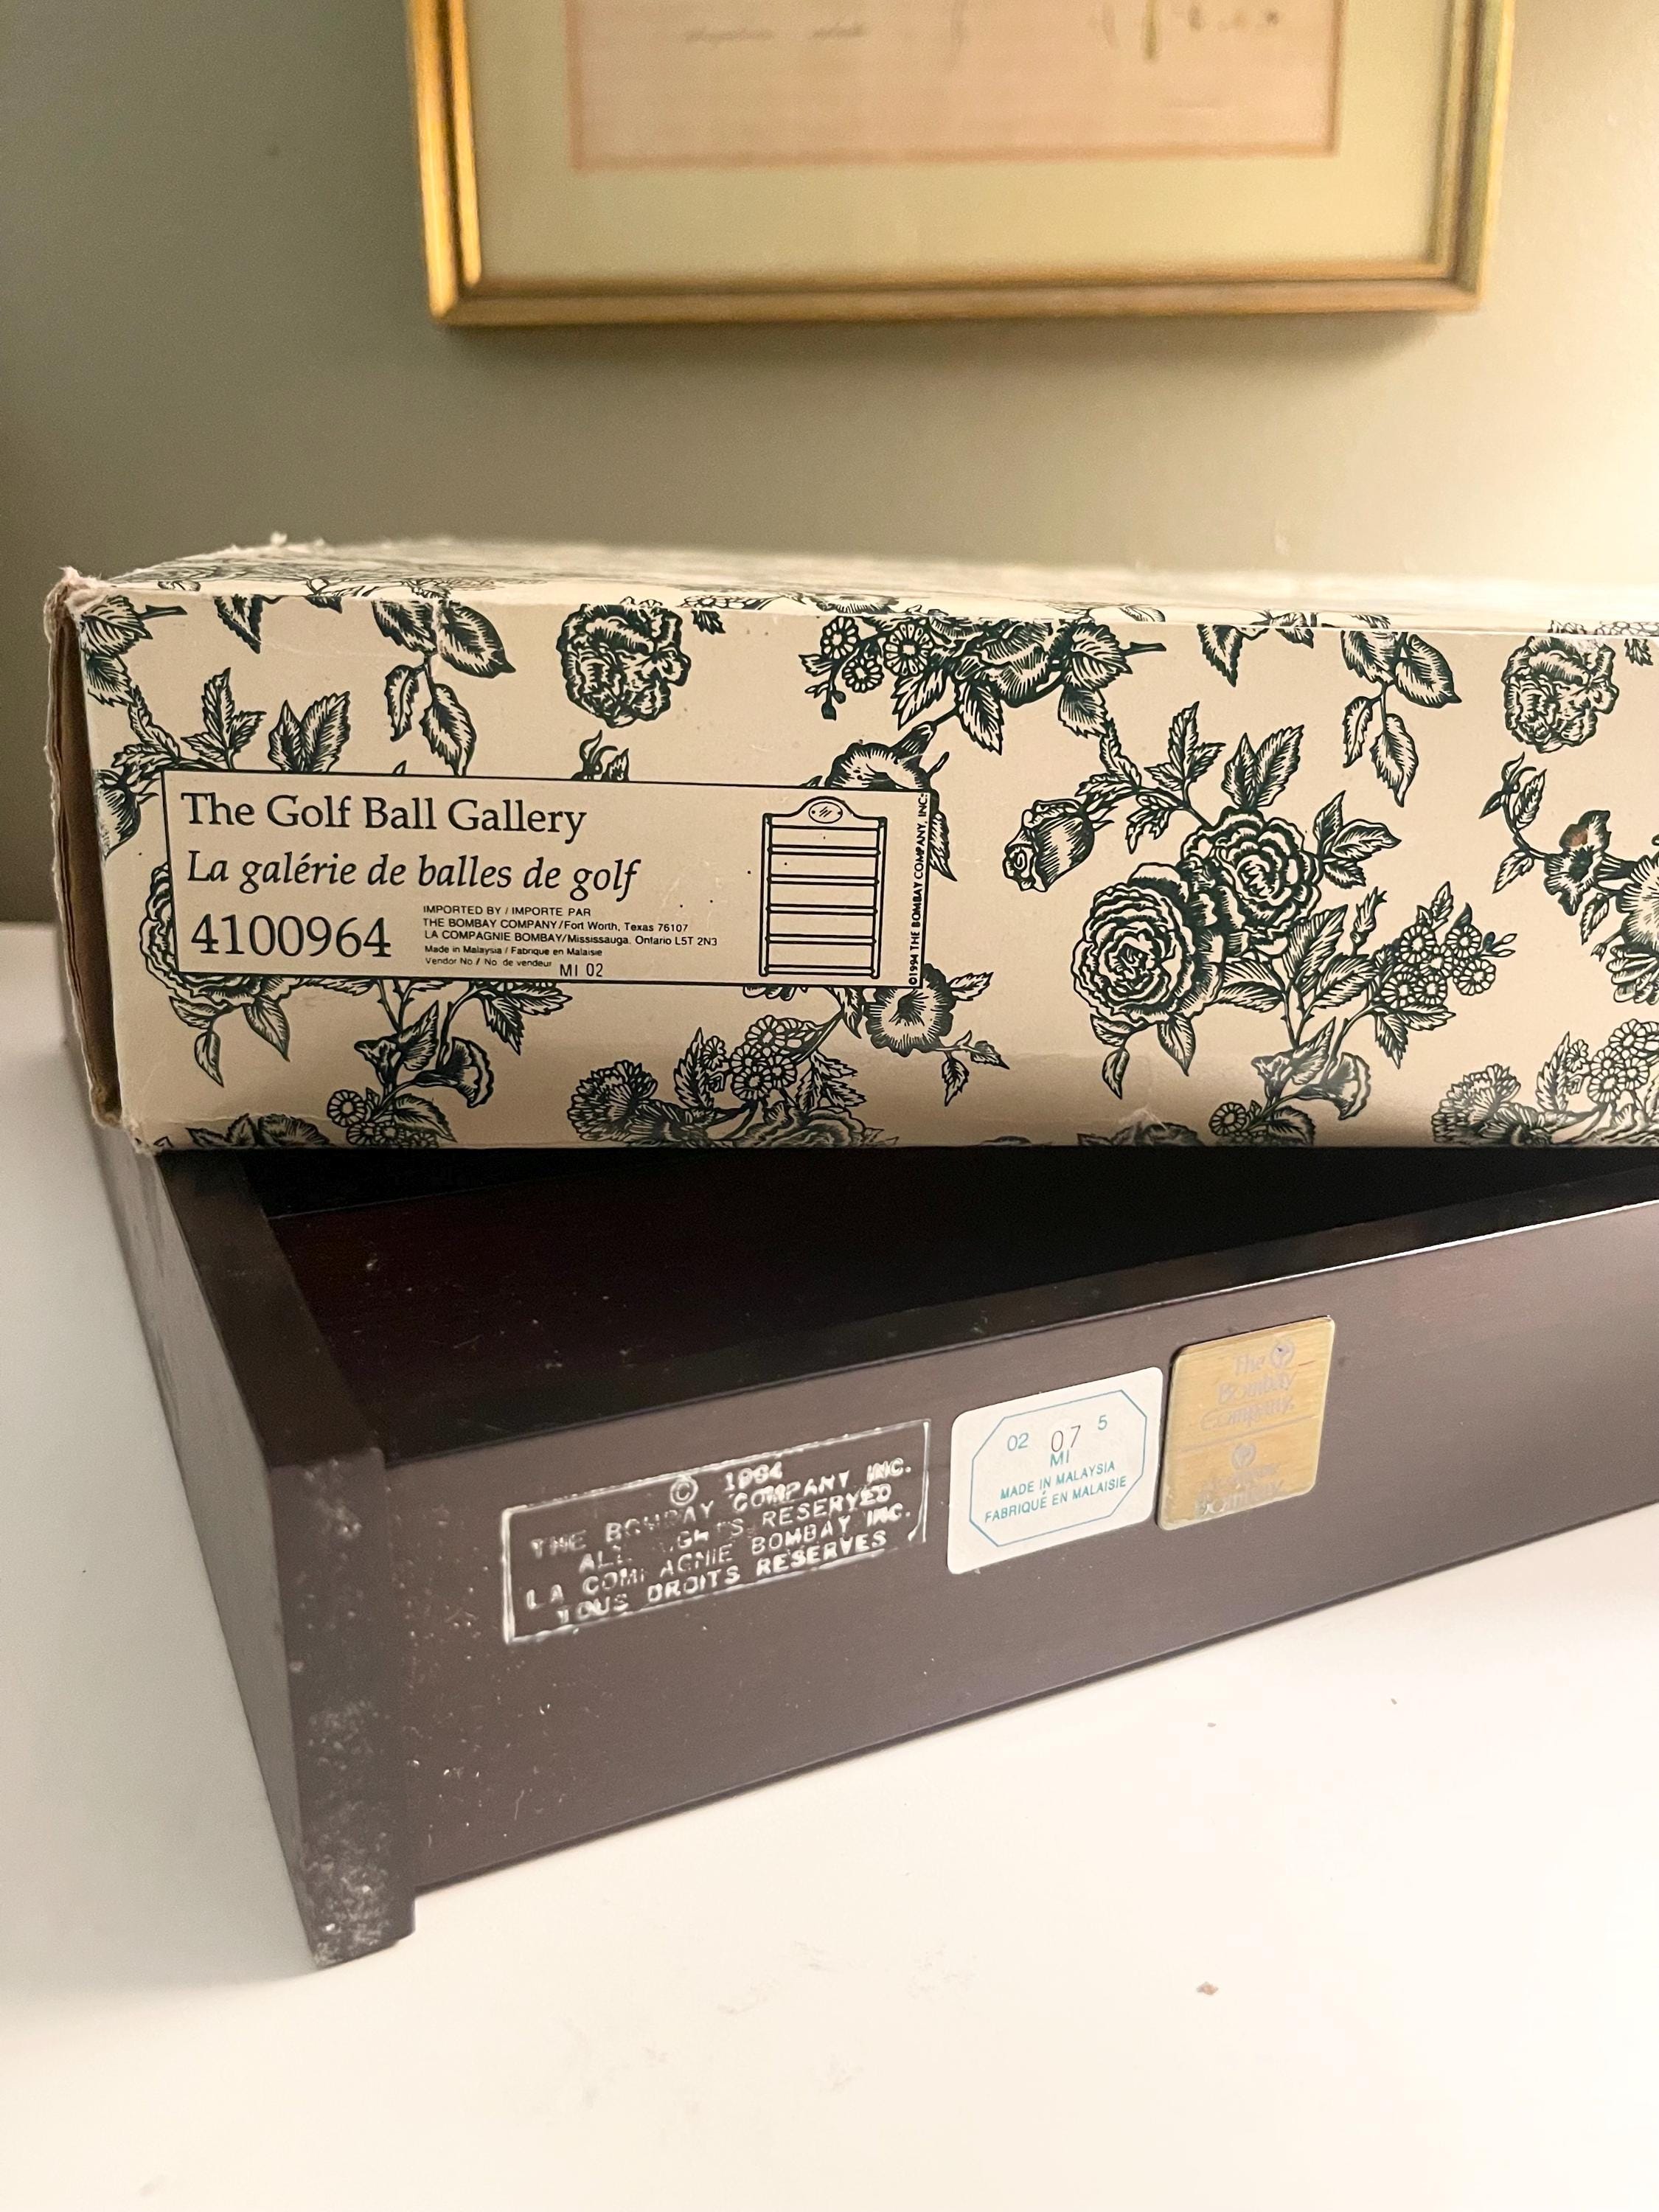 The Golf Ball Gallery
La galérie de balles de golf
4100964
IMPORTED BY / IMPORTE PAR
THE BOMBAY COMPANY/Fort Worth, Texas 76107
LA COMPAGNIE BOMBAY/Mississauga, Ontario L5T 2N3
Made in Malaysia / Fabrique en Malaisie
Vendor No / No. de vendeur MI 02
©1994 THE BOMBAY COMPANY, INC.
© 1994
THE BOMBAY COMPANY INC.
ALL RIGHTS RESERVED
LA COMPAGNIE BOMBAY INC.
TOUS DROITS RESERVES
02 07 5
MI
MADE IN MALAYSIA
FABRIQUÉ EN MALAISIE
The
Bombay
Company
Bombay